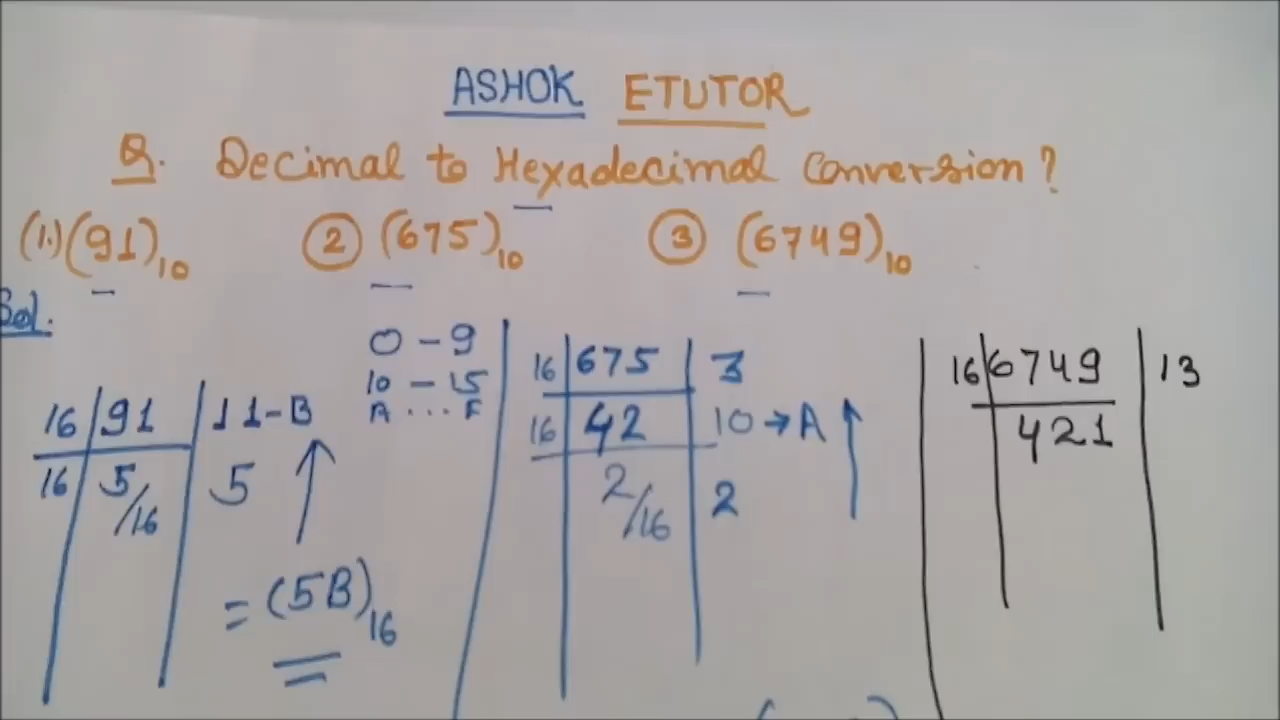 ASHOK ETUTOR
Q. Decimal to Hexadecimal Conversion?
(1.) (91)10 ② (675)10 ③ (6749)10
Sol.
16 91 11-B
16 5/16 5
= (5B)16
0 - 9
10 - 15
A ... F
16 675 3
16 42 10 → A
2/16 2
16 6749 13
421